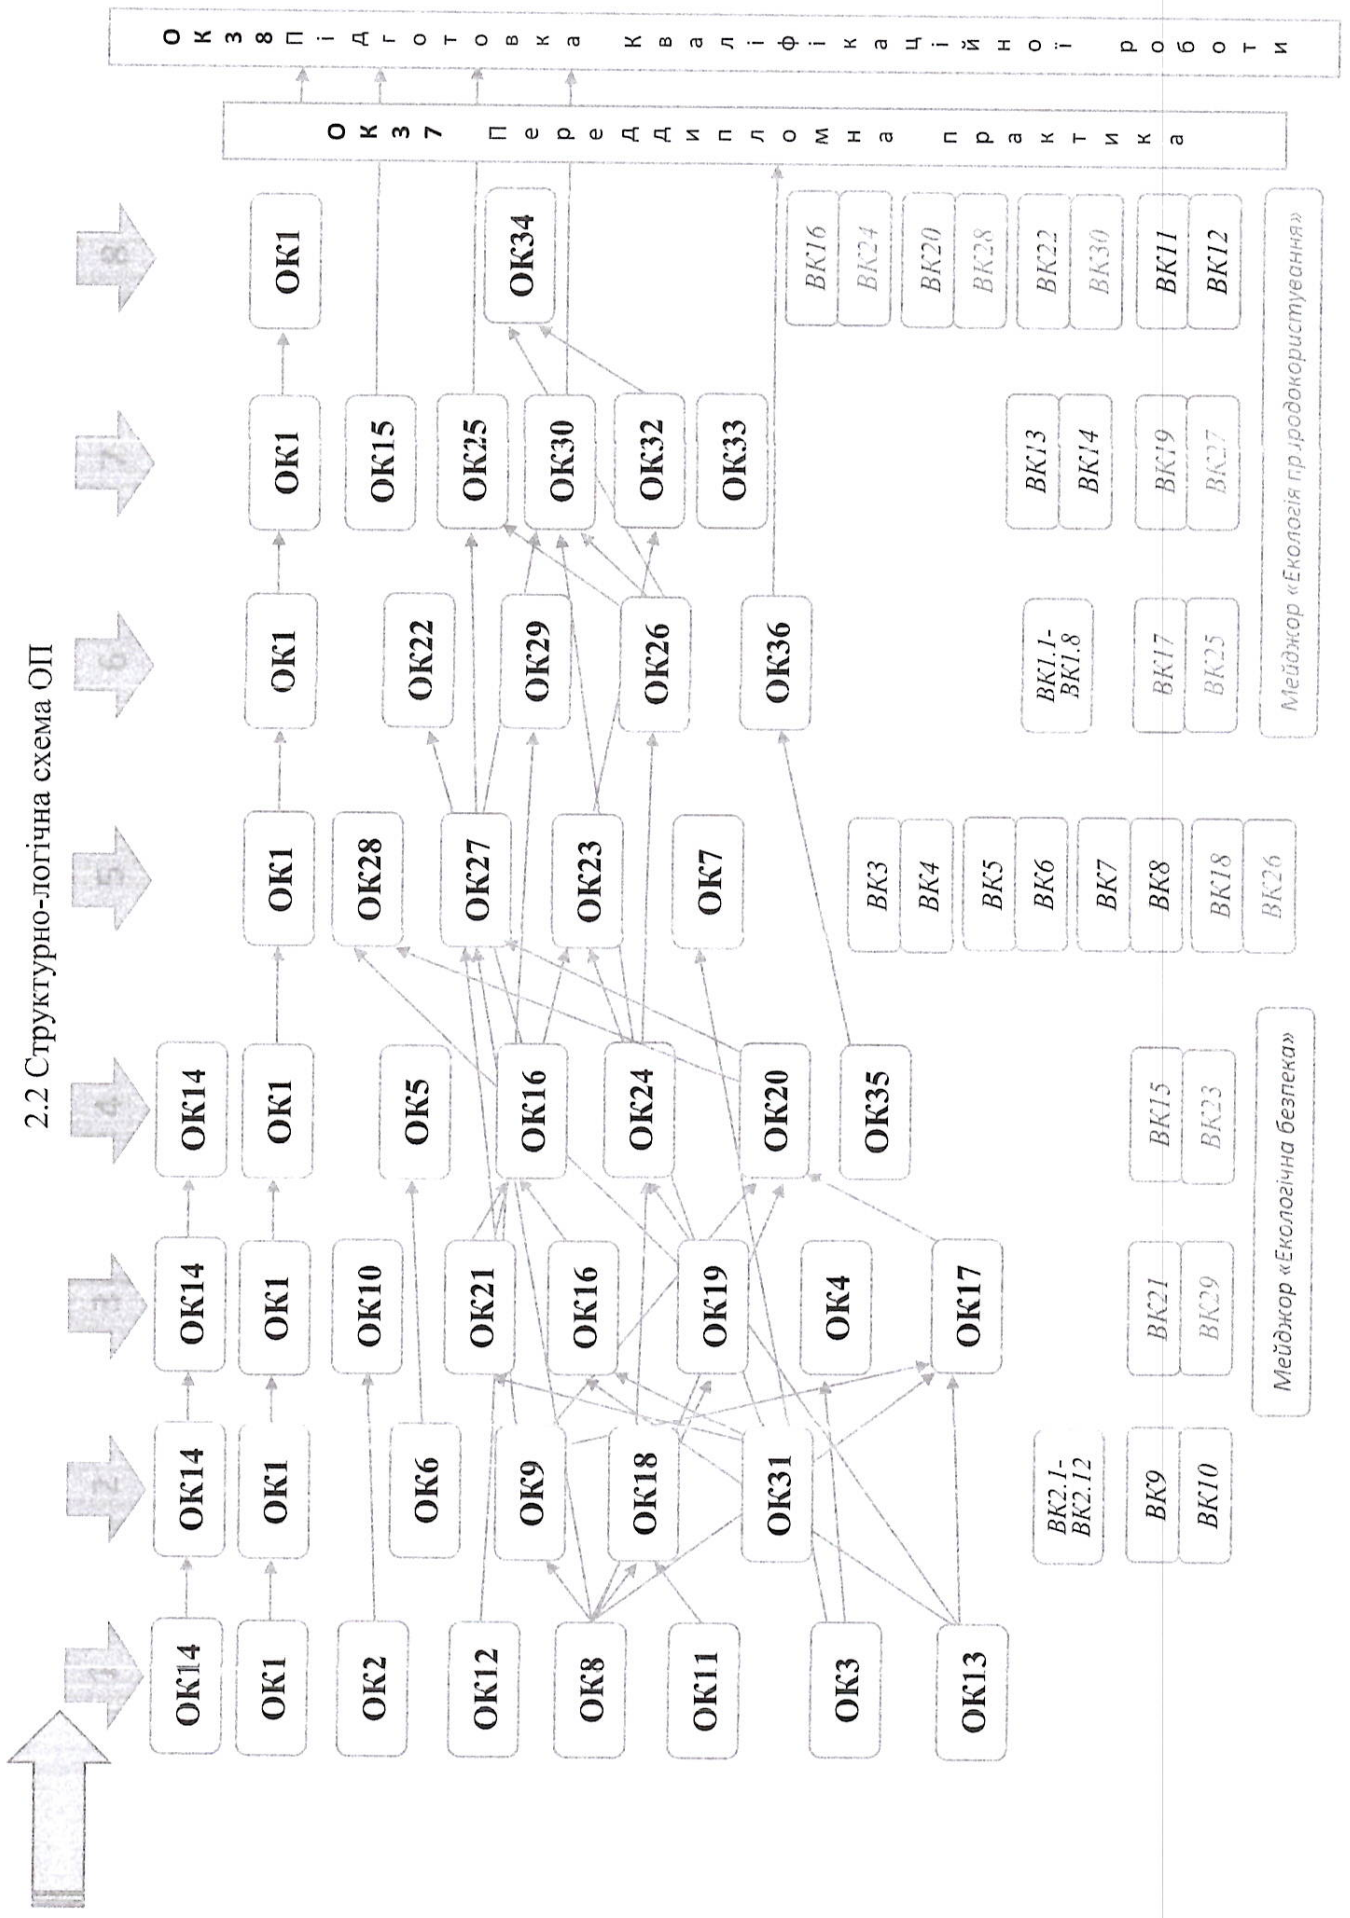 2.2 Структурно-логічна схема ОП
1
2
3
4
5
6
7
8
ОК14
ОК1
ОК2
ОК12
ОК8
ОК11
ОК3
ОК13
ОК14
ОК1
ОК6
ОК9
ОК18
ОК31
ВК2.1-
ВК2.12
ВК9
ВК10
ОК14
ОК1
ОК10
ОК21
ОК16
ОК19
ОК4
ОК17
ВК21
ВК29
ОК14
ОК1
ОК5
ОК16
ОК24
ОК20
ОК35
ВК15
ВК23
ОК1
ОК28
ОК27
ОК23
ОК7
ВК3
ВК4
ВК5
ВК6
ВК7
ВК8
ВК18
ВК26
ОК1
ОК22
ОК29
ОК26
ОК36
ВК1.1-
ВК1.8
ВК17
ВК25
ОК1
ОК15
ОК25
ОК30
ОК32
ОК33
ВК13
ВК14
ВК19
ВК27
ОК1
ОК34
ВК16
ВК24
ВК20
ВК28
ВК22
ВК30
ВК11
ВК12
ОК37 Переддипломна практика
ОК38 Підготовка кваліфікаційної роботи
Мейджор «Екологічна безпека»
Мейджор «Екологія природокористування»